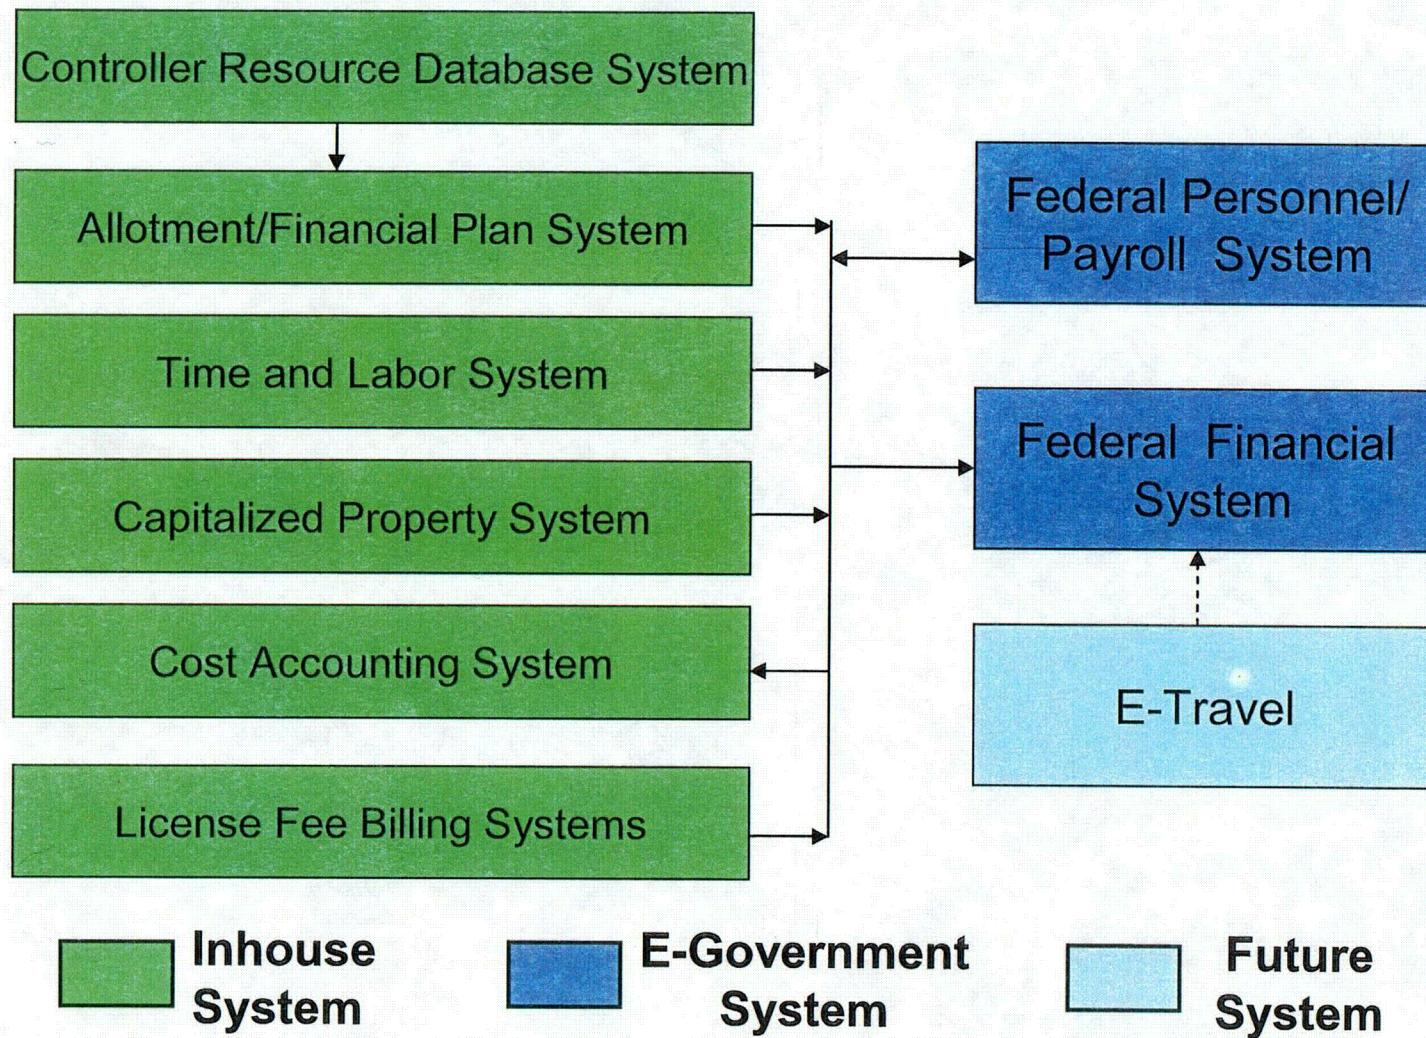 Controller Resource Database System
Allotment/Financial Plan System
Time and Labor System
Capitalized Property System
Cost Accounting System
License Fee Billing Systems
Federal Personnel/
Payroll System
Federal Financial
System
E-Travel
Inhouse
System
E-Government
System
Future
System